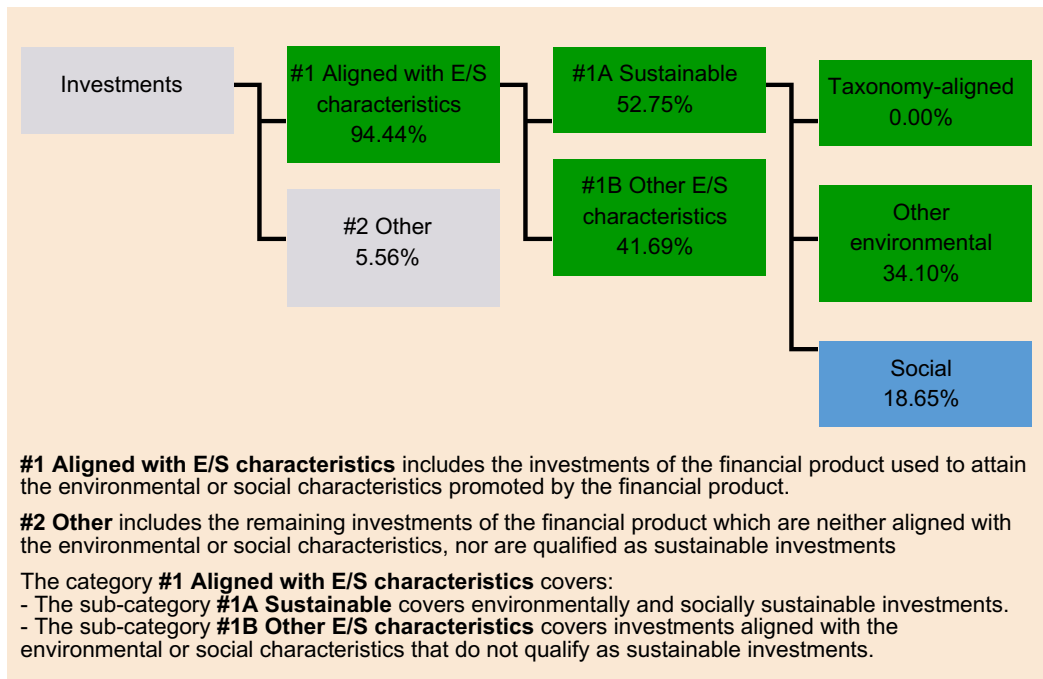 Investments
#1 Aligned with E/S
characteristics
94.44%
#2 Other
5.56%
#1A Sustainable
52.75%
#1B Other E/S
characteristics
41.69%
Taxonomy-aligned
0.00%
Other
environmental
34.10%
Social
18.65%
#1 Aligned with E/S characteristics includes the investments of the financial product used to attain
the environmental or social characteristics promoted by the financial product.
#2 Other includes the remaining investments of the financial product which are neither aligned with
the environmental or social characteristics, nor are qualified as sustainable investments
The category #1 Aligned with E/S characteristics covers:
- The sub-category #1A Sustainable covers environmentally and socially sustainable investments.
- The sub-category #1B Other E/S characteristics covers investments aligned with the
environmental or social characteristics that do not qualify as sustainable investments.